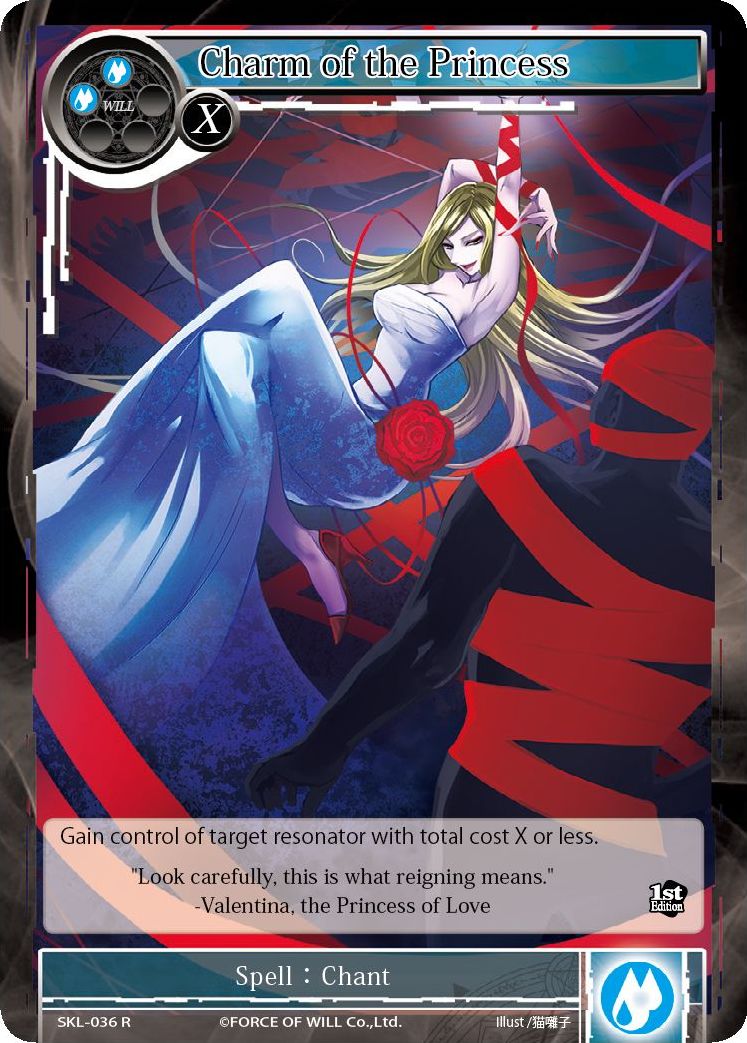 Charm of the Princess
WILL
X
Gain control of target resonator with total cost X or less.
"Look carefully, this is what reigning means."
-Valentina, the Princess of Love
1st
Edition
Spell : Chant
SKL-036 R ©FORCE OF WILL Co.,Ltd. Illust /猫囃子